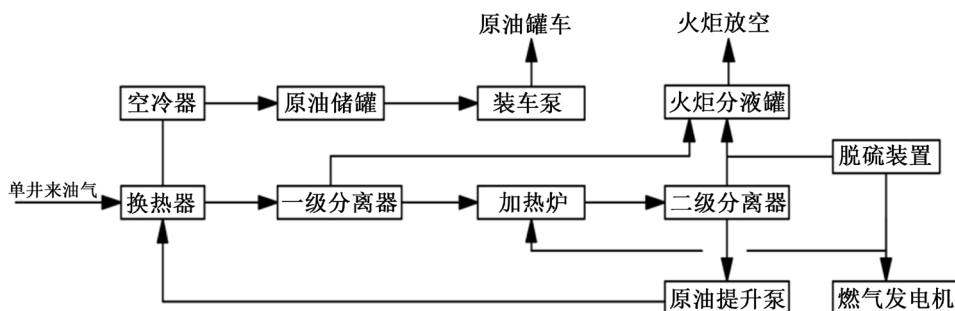 原油罐车
火炬放空
空冷器
原油储罐
装车泵
火炬分液罐
脱硫装置
单井来油气
换热器
一级分离器
加热炉
二级分离器
原油提升泵
燃气发电机